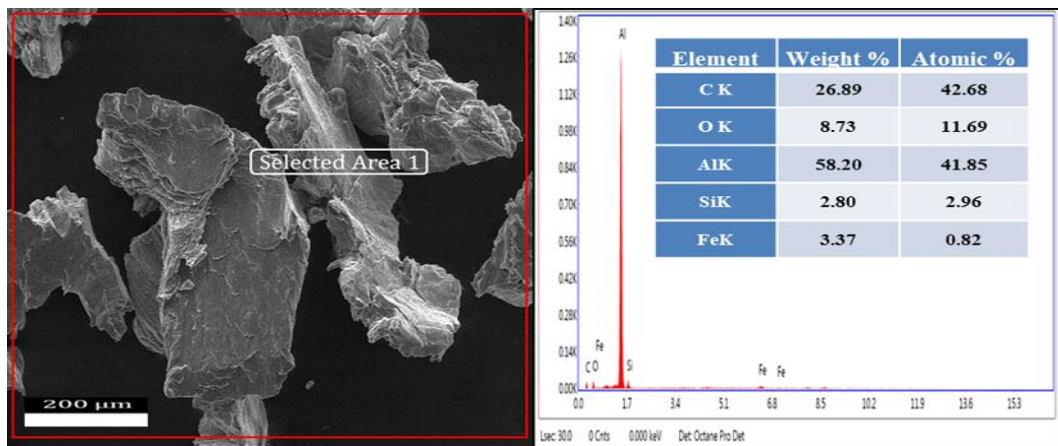 Selected Area 1
200 µm
1.40K
1.26K
1.12K
0.98K
0.84K
0.70K
0.56K
0.42K
0.28K
0.14K
0.00K
Al
Fe
C O
Si
Fe Fe
0.0 1.7 3.4 5.1 6.8 8.5 10.2 11.9 13.6 15.3
Element Weight % Atomic %
C K 26.89 42.68
O K 8.73 11.69
AlK 58.20 41.85
SiK 2.80 2.96
FeK 3.37 0.82
Lsec: 30.0 0 Cnts 0.000 keV Det: Octane Pro Det